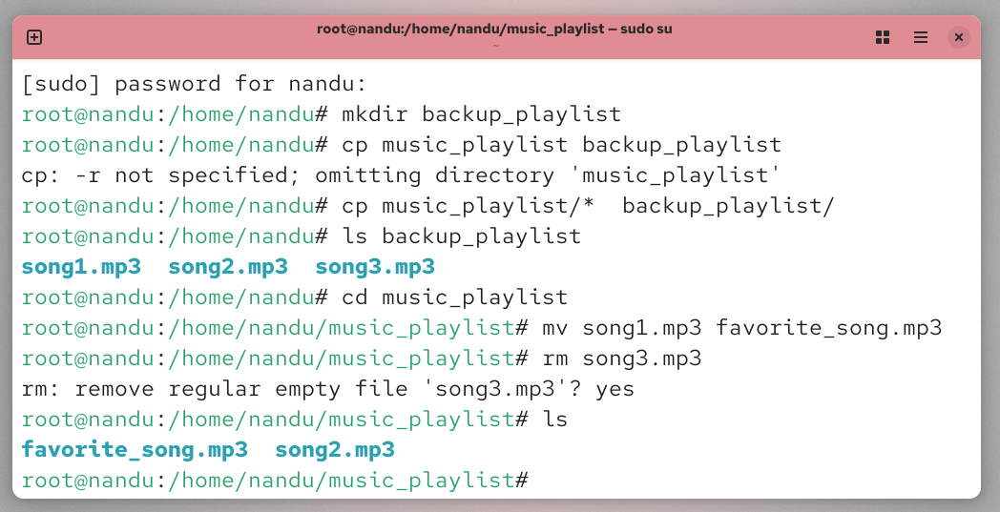 root@nandu:/home/nandu/music_playlist — sudo su
~
[sudo] password for nandu:
root@nandu:/home/nandu# mkdir backup_playlist
root@nandu:/home/nandu# cp music_playlist backup_playlist
cp: -r not specified; omitting directory 'music_playlist'
root@nandu:/home/nandu# cp music_playlist/*  backup_playlist/
root@nandu:/home/nandu# ls backup_playlist
song1.mp3  song2.mp3  song3.mp3
root@nandu:/home/nandu# cd music_playlist
root@nandu:/home/nandu/music_playlist# mv song1.mp3 favorite_song.mp3
root@nandu:/home/nandu/music_playlist# rm song3.mp3
rm: remove regular empty file 'song3.mp3'? yes
root@nandu:/home/nandu/music_playlist# ls
favorite_song.mp3  song2.mp3
root@nandu:/home/nandu/music_playlist#